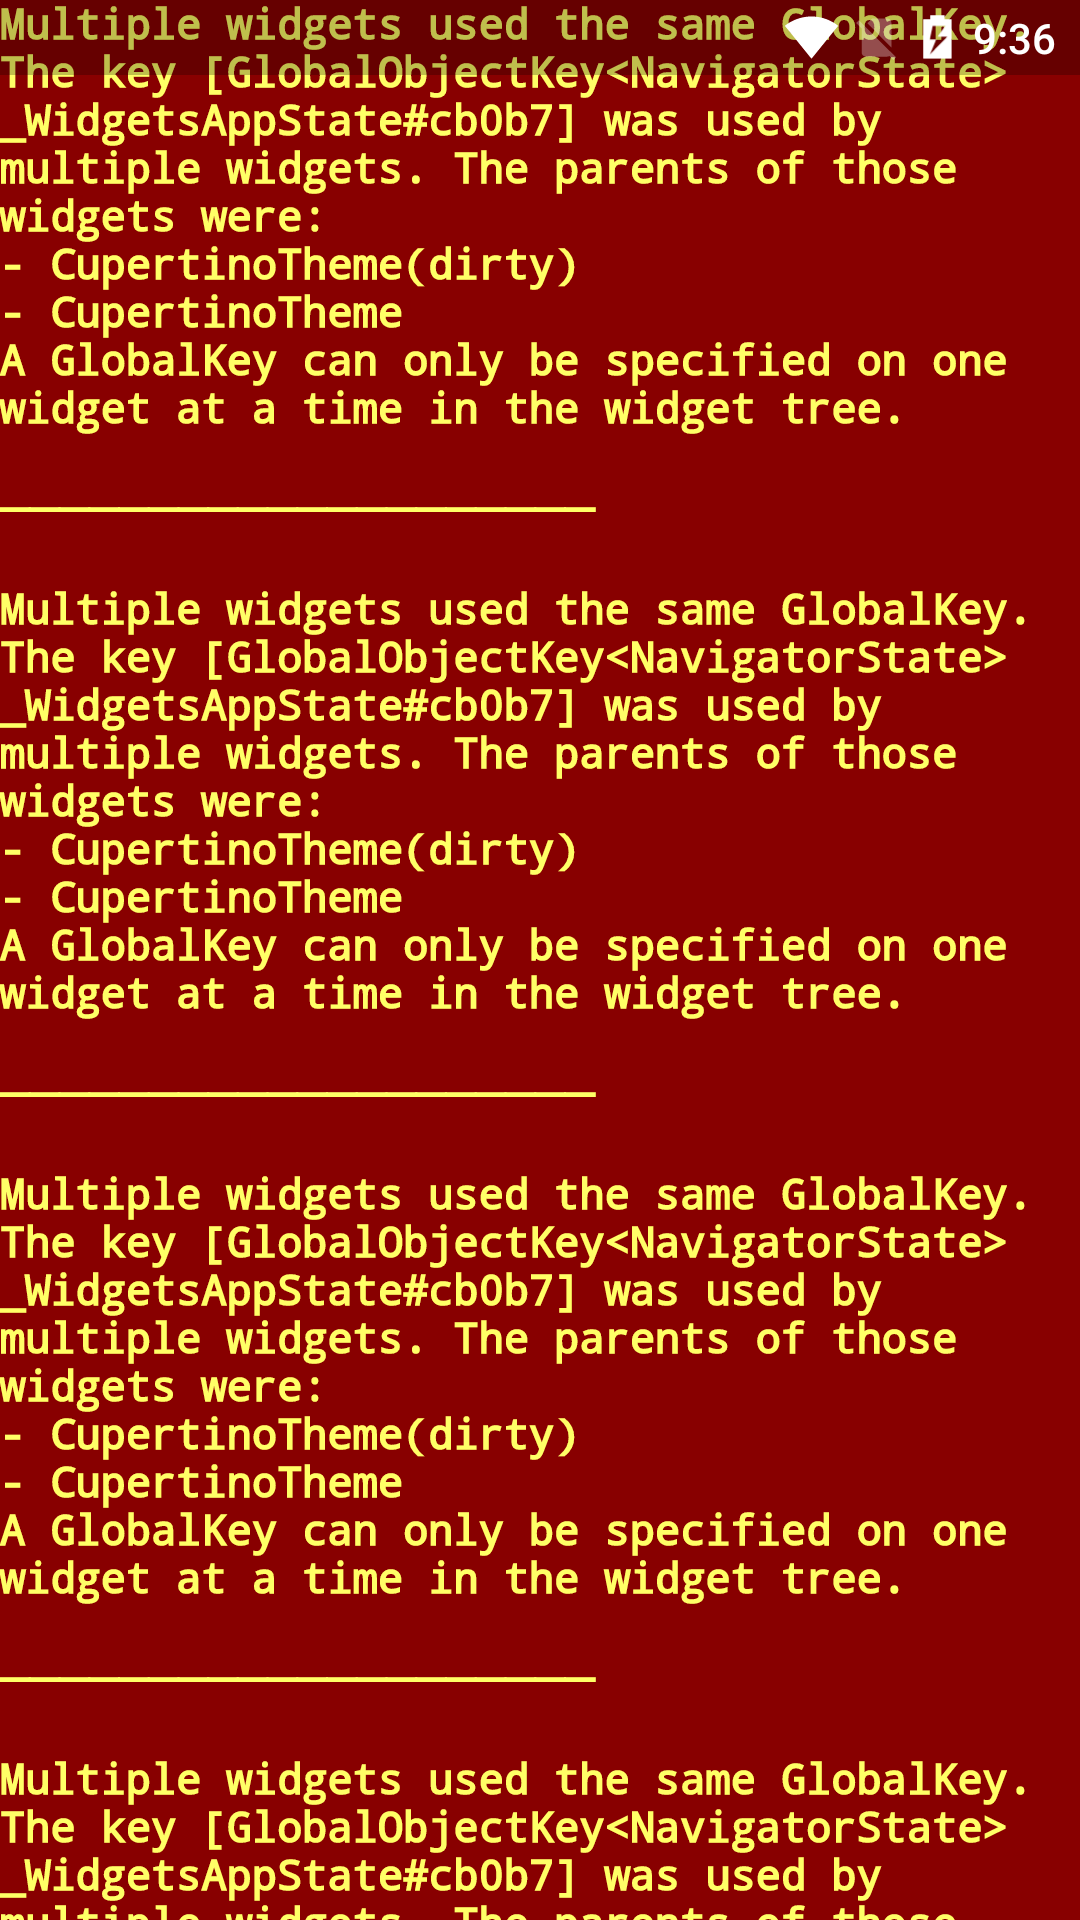 Multiple widgets used the same GlobalKey.
9:36
The key [GlobalObjectKey<NavigatorState>
_WidgetsAppState#cb0b7] was used by
multiple widgets. The parents of those
widgets were:
- CupertinoTheme(dirty)
- CupertinoTheme
A GlobalKey can only be specified on one
widget at a time in the widget tree.
Multiple widgets used the same GlobalKey.
The key [GlobalObjectKey<NavigatorState>
_WidgetsAppState#cb0b7] was used by
multiple widgets. The parents of those
widgets were:
- CupertinoTheme(dirty)
- CupertinoTheme
A GlobalKey can only be specified on one
widget at a time in the widget tree.
Multiple widgets used the same GlobalKey.
The key [GlobalObjectKey<NavigatorState>
_WidgetsAppState#cb0b7] was used by
multiple widgets. The parents of those
widgets were:
- CupertinoTheme(dirty)
- CupertinoTheme
A GlobalKey can only be specified on one
widget at a time in the widget tree.
Multiple widgets used the same GlobalKey.
The key [GlobalObjectKey<NavigatorState>
_WidgetsAppState#cb0b7] was used by
multiple widgets. The parents of those